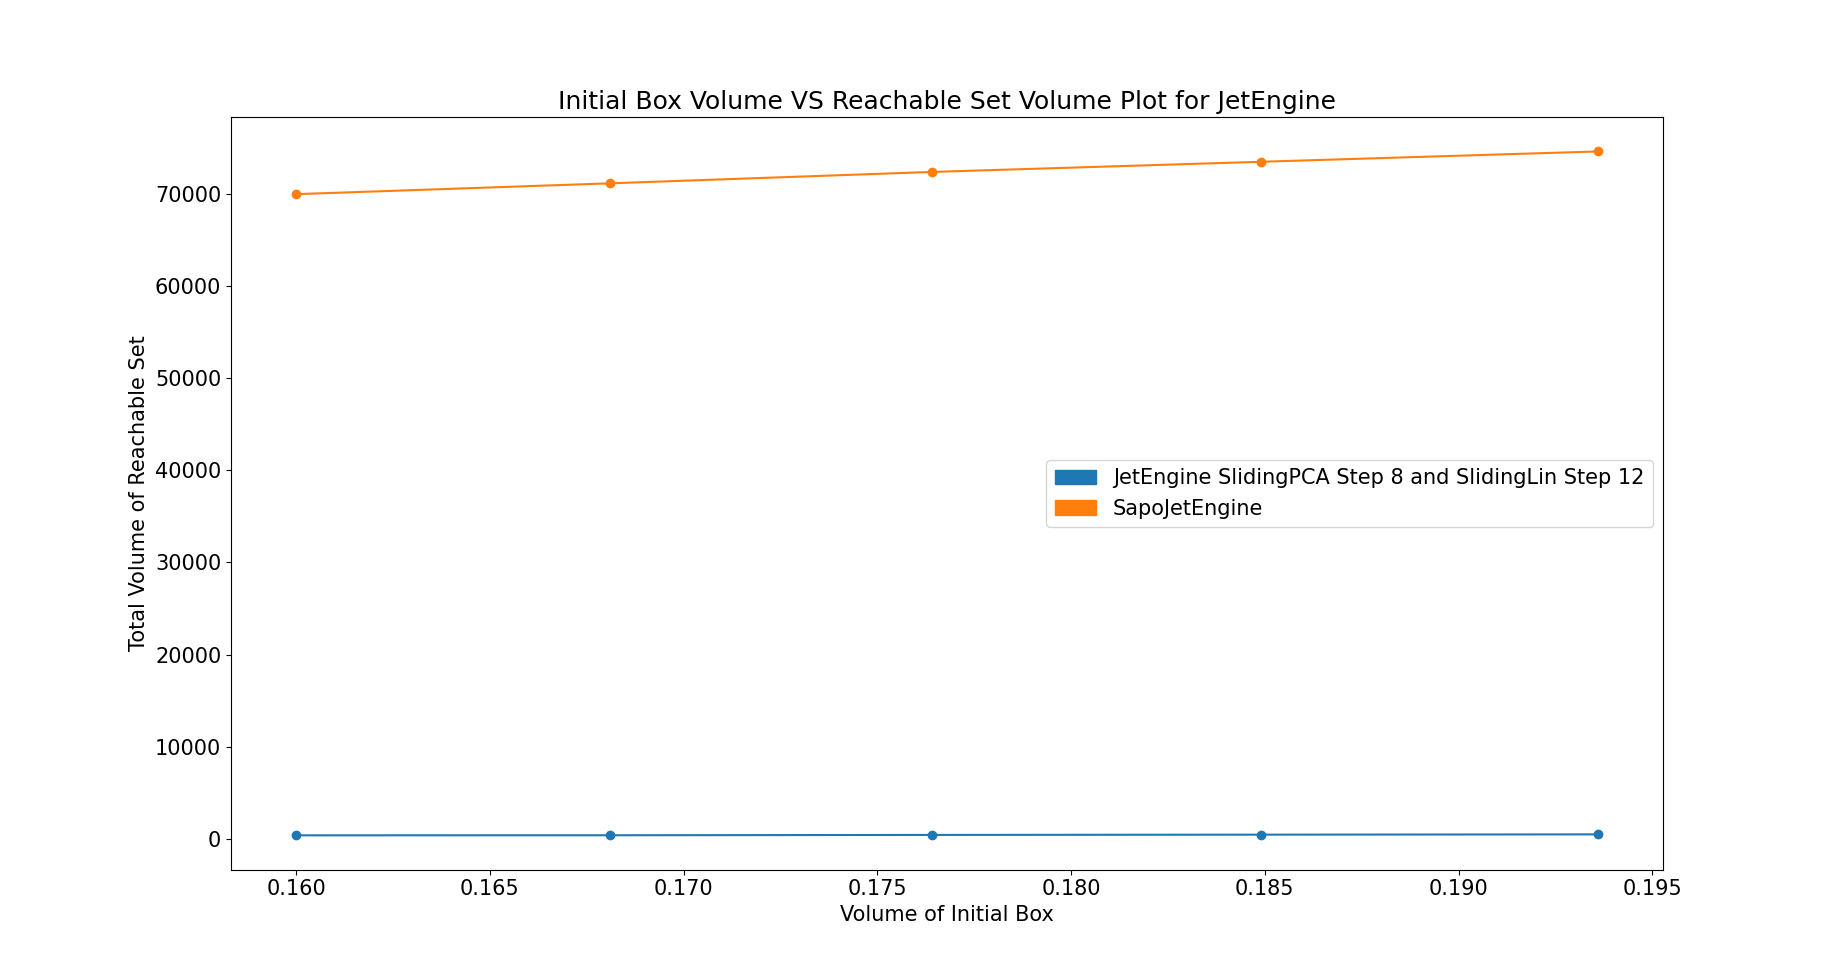 Initial Box Volume VS Reachable Set Volume Plot for JetEngine
Total Volume of Reachable Set
70000
60000
50000
40000
30000
20000
10000
0
JetEngine SlidingPCA Step 8 and SlidingLin Step 12
SapoJetEngine
0.160 0.165 0.170 0.175 0.180 0.185 0.190 0.195
Volume of Initial Box